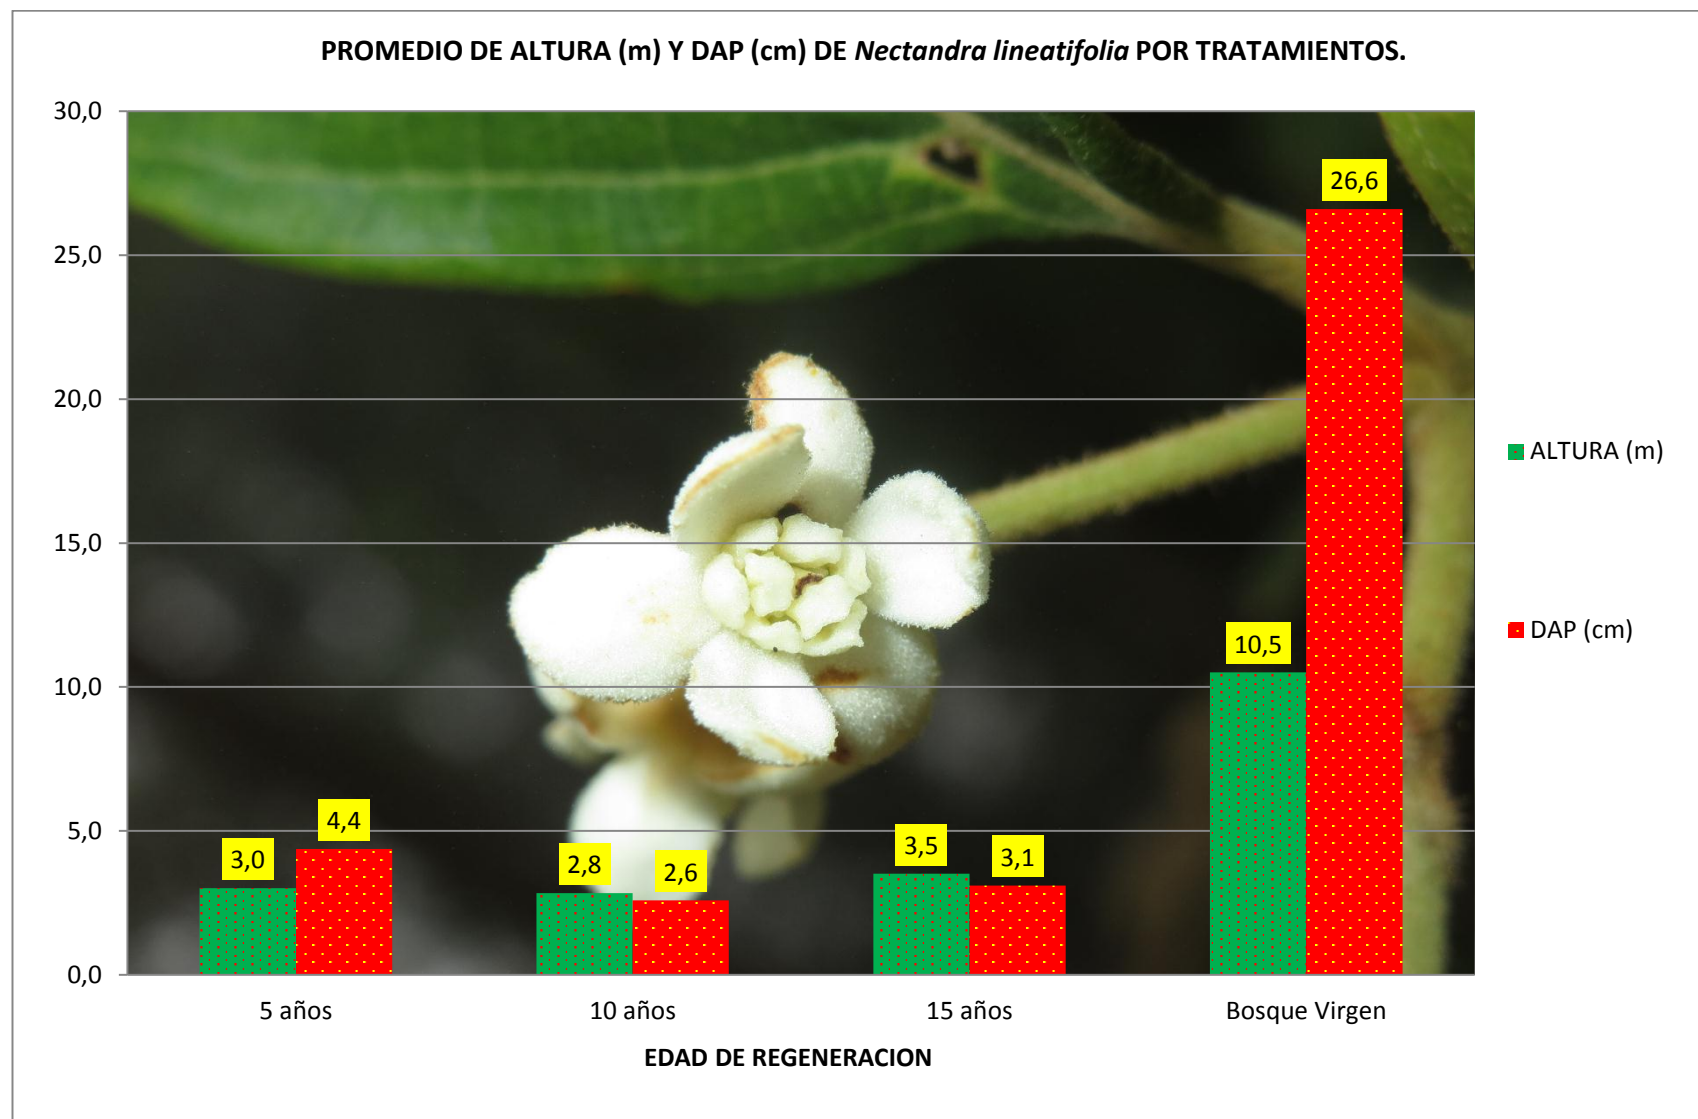 PROMEDIO DE ALTURA (m) Y DAP (cm) DE Nectandra lineatifolia POR TRATAMIENTOS.
30,0
25,0
20,0
15,0
10,0
5,0
0,0
3,0
4,4
2,8
2,6
3,5
3,1
10,5
26,6
5 años
10 años
15 años
Bosque Virgen
EDAD DE REGENERACION
ALTURA (m)
DAP (cm)